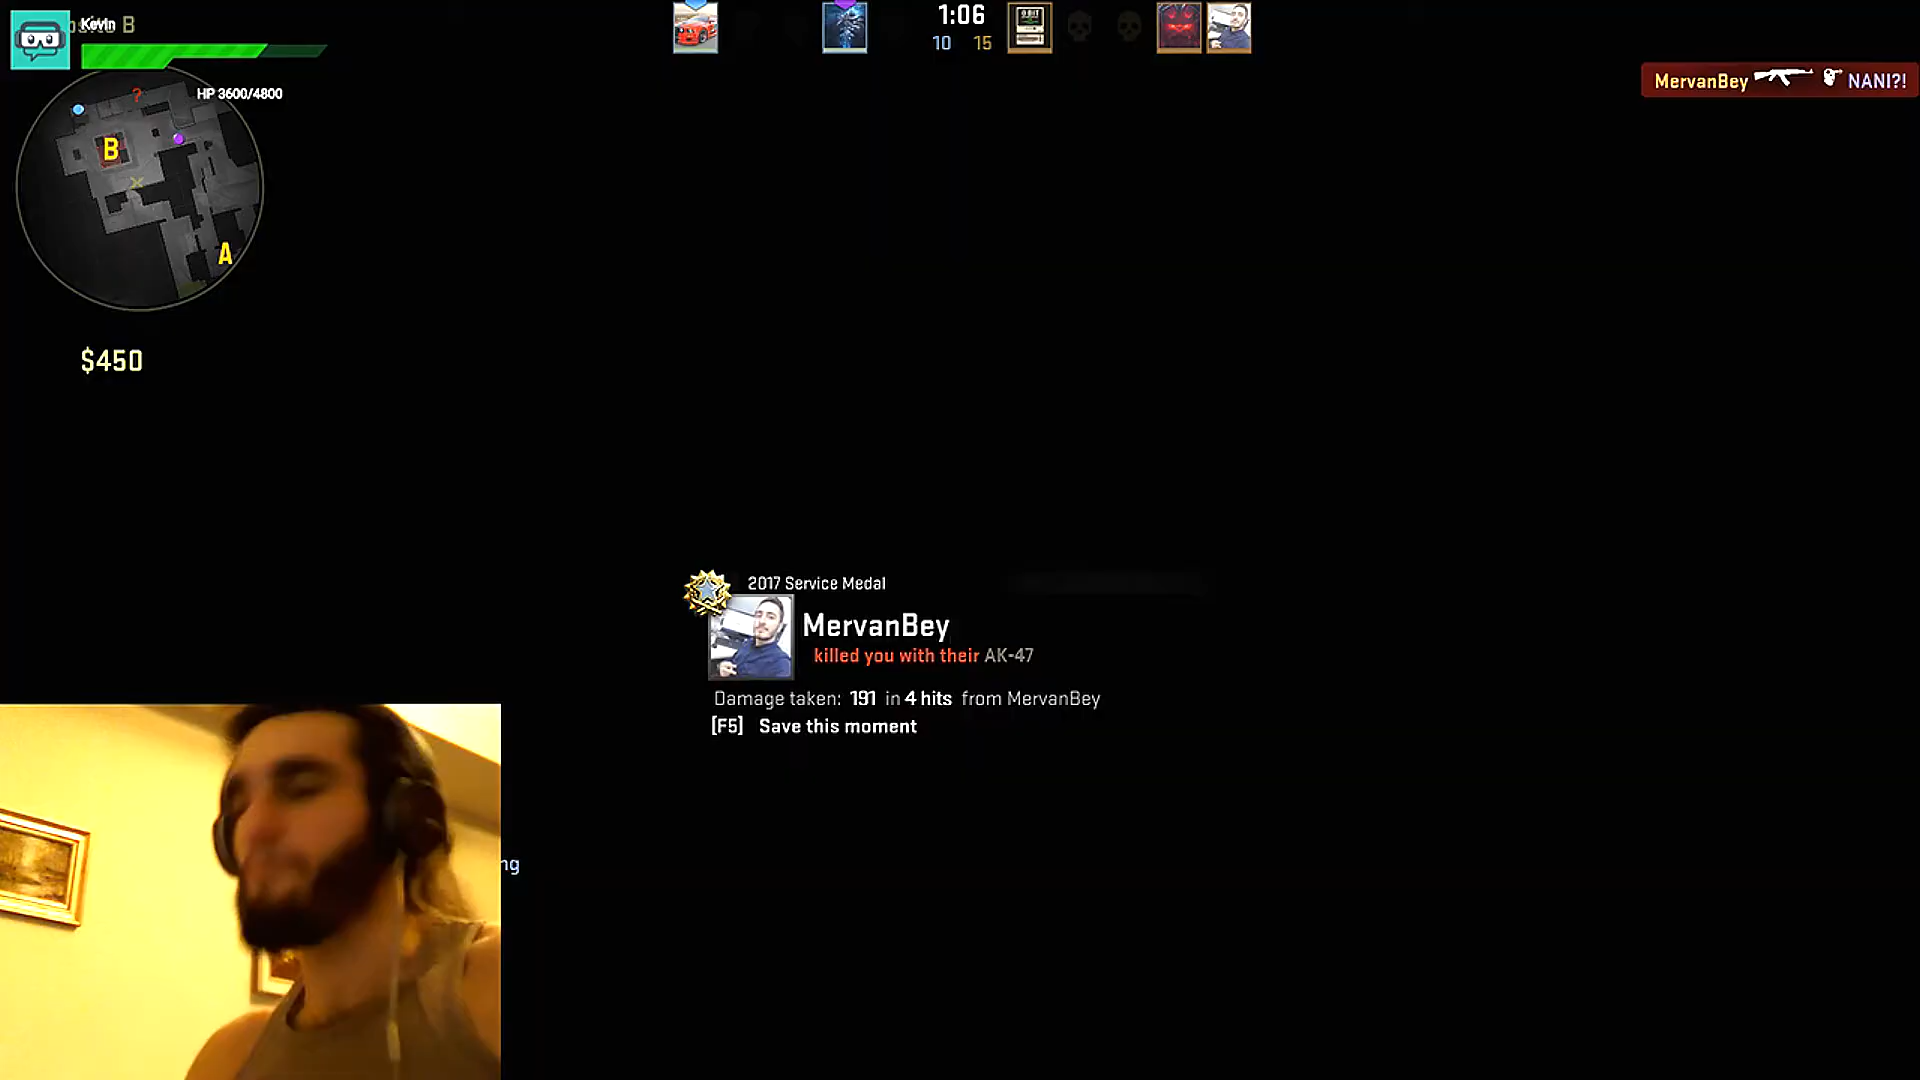 Kevin
B
HP 3600/4800
B
A
$450
1:06
10 15
MervanBey NANI?!
2017 Service Medal
MervanBey
killed you with their AK-47
Damage taken: 191 in 4 hits from MervanBey
[F5] Save this moment
ng